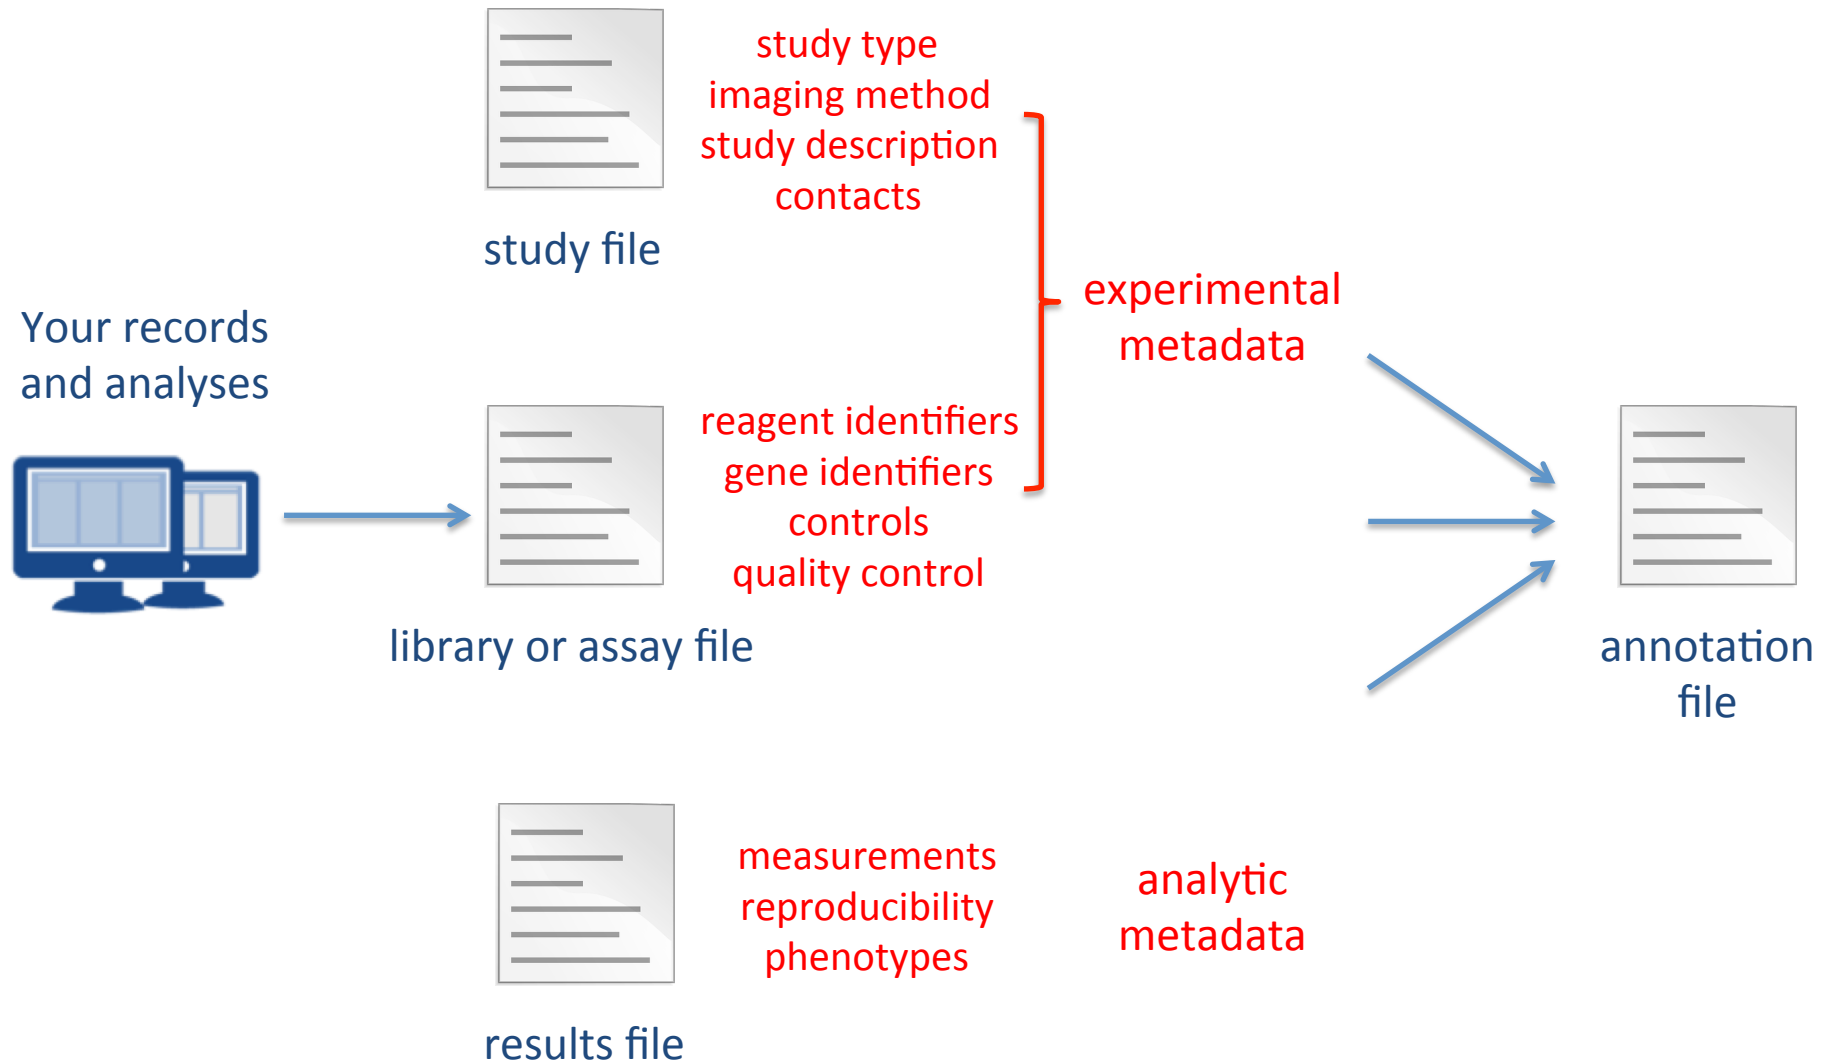 study type
imaging method
study description
contacts
study file
Your records
and analyses
experimental
metadata
reagent identifiers
gene identifiers
controls
quality control
library or assay file
annotation
file
measurements
reproducibility
phenotypes
analytic
metadata
results file